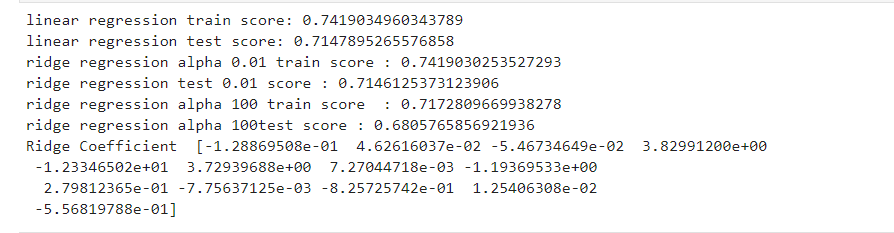 linear regression train score: 0.7419034960343789
linear regression test score: 0.7147895265576858
ridge regression alpha 0.01 train score : 0.7419030253527293
ridge regression test 0.01 score : 0.7146125373123906
ridge regression alpha 100 train score  : 0.7172809669938278
ridge regression alpha 100test score : 0.6805765856921936
Ridge Coefficient  [-1.28869508e-01  4.62616037e-02 -5.46734649e-02  3.82991200e+00
 -1.23346502e+01  3.72939688e+00  7.27044718e-03 -1.19369533e+00
  2.79812365e-01 -7.75637125e-03 -8.25725742e-01  1.25406308e-02
 -5.56819788e-01]